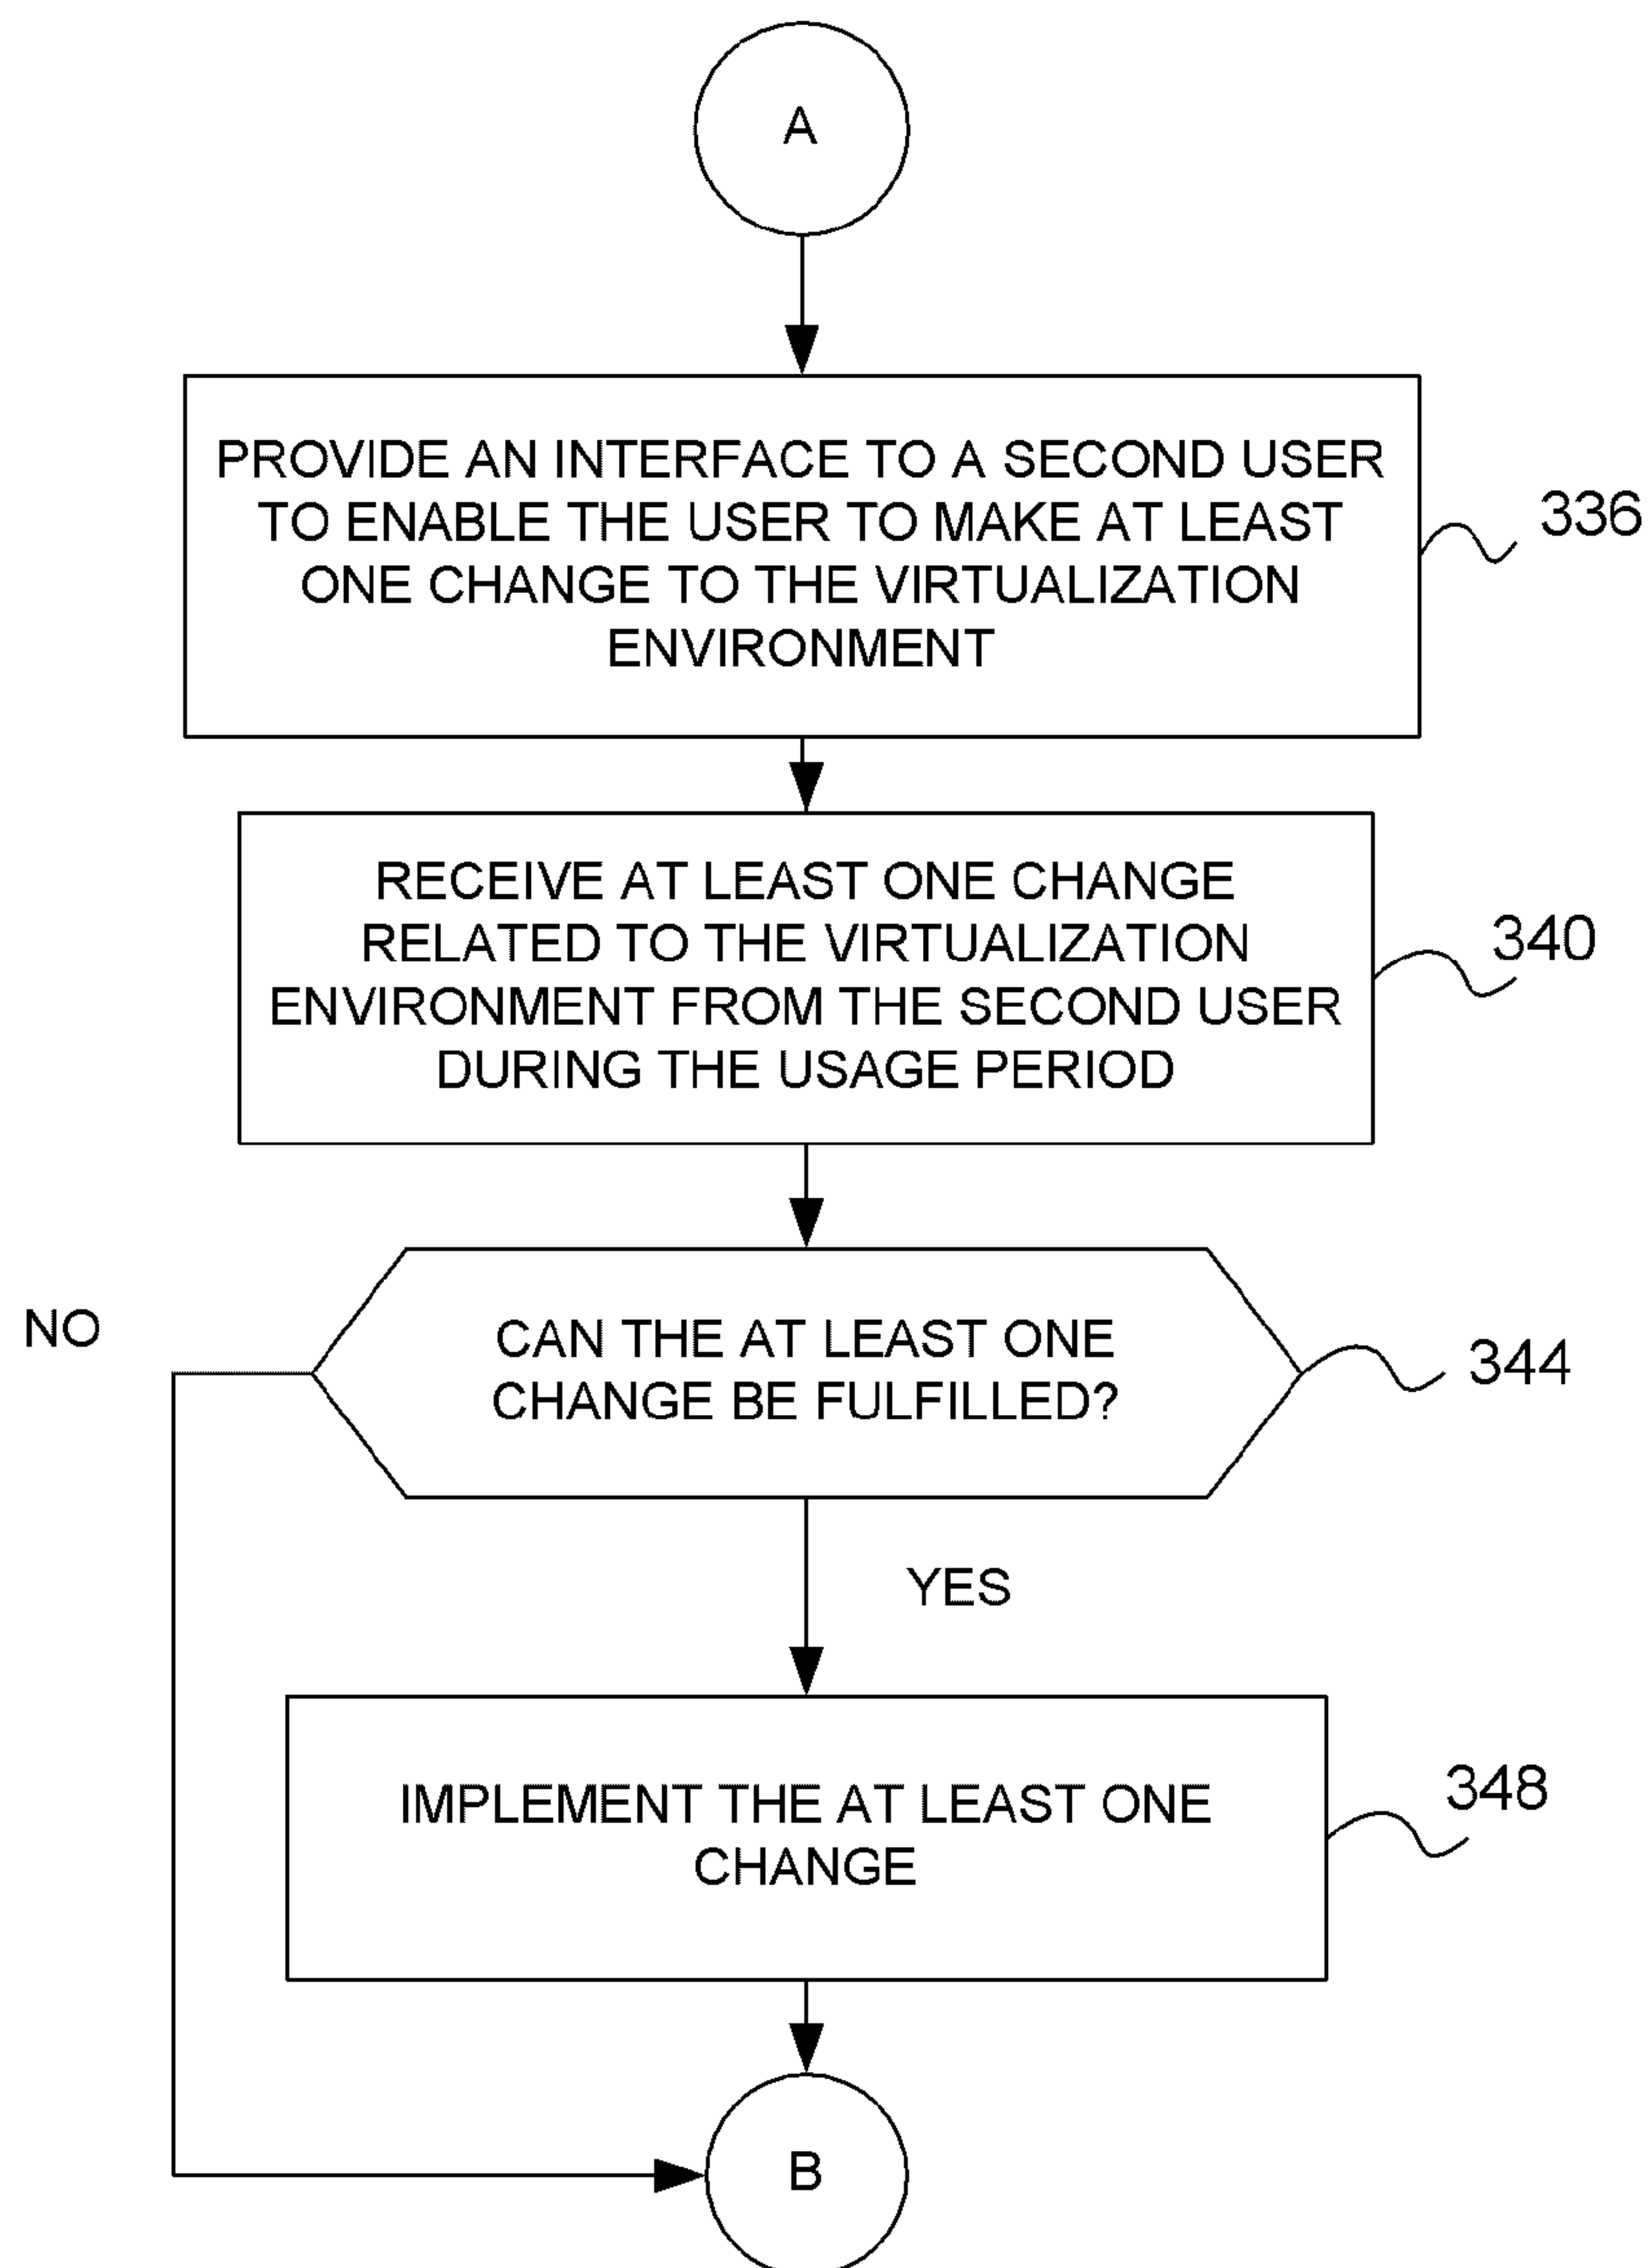 A
PROVIDE AN INTERFACE TO A SECOND USER
TO ENABLE THE USER TO MAKE AT LEAST
ONE CHANGE TO THE VIRTUALIZATION
ENVIRONMENT
336
RECEIVE AT LEAST ONE CHANGE
RELATED TO THE VIRTUALIZATION
ENVIRONMENT FROM THE SECOND USER
DURING THE USAGE PERIOD
340
NO
CAN THE AT LEAST ONE
CHANGE BE FULFILLED?
344
YES
IMPLEMENT THE AT LEAST ONE
CHANGE
348
B